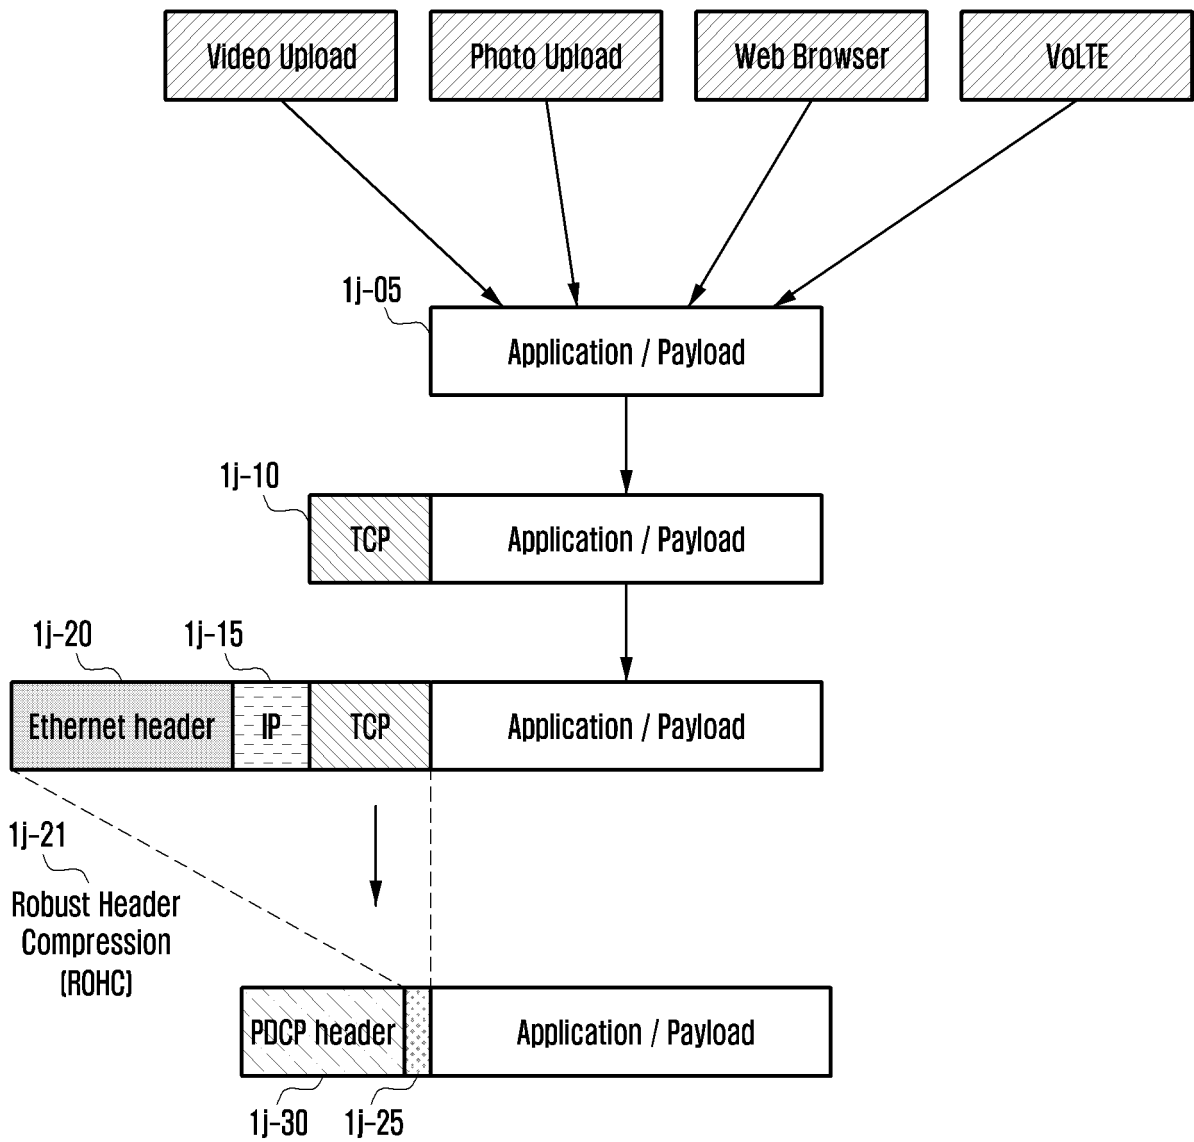 Video Upload
Photo Upload
Web Browser
VoLTE
1j-05
Application / Payload
1j-10
TCP
Application / Payload
1j-20
1j-15
Ethernet header
IP
TCP
Application / Payload
1j-21
Robust Header
Compression
(ROHC)
PDCP header
Application / Payload
1j-30
1j-25